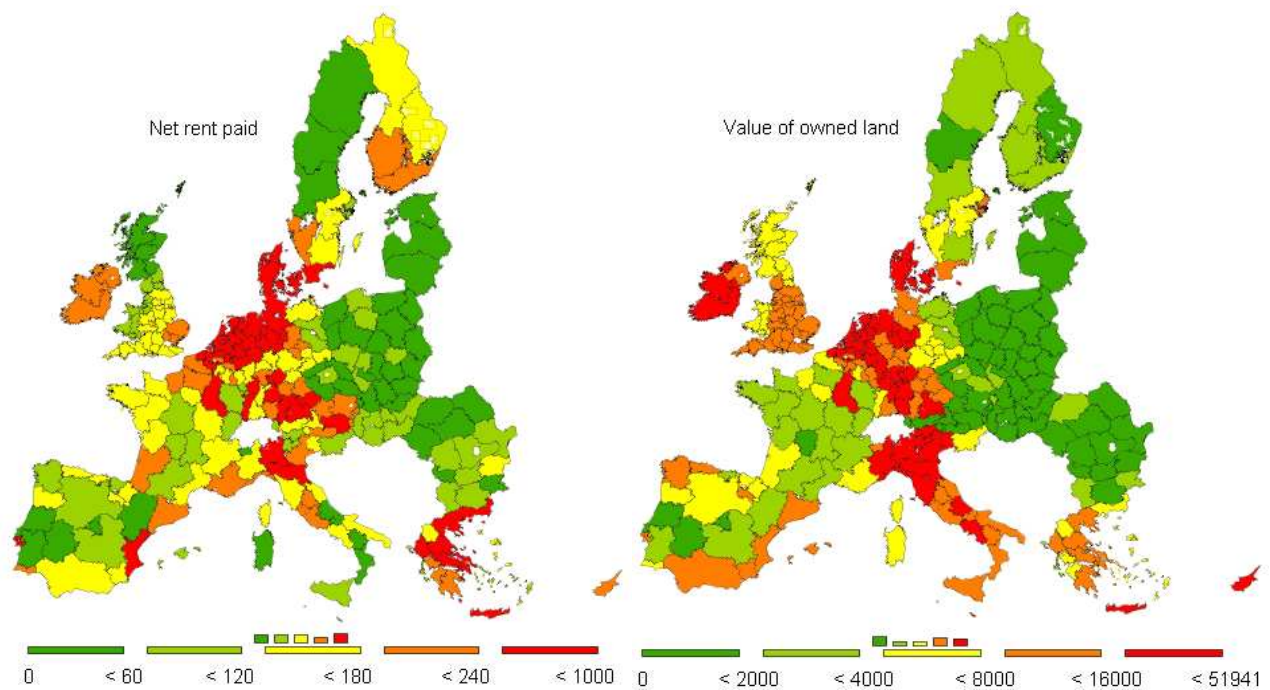 Net rent paid
Value of owned land
0 < 60 < 120 < 180 < 240 < 1000
0 < 2000 < 4000 < 8000 < 16000 < 51941